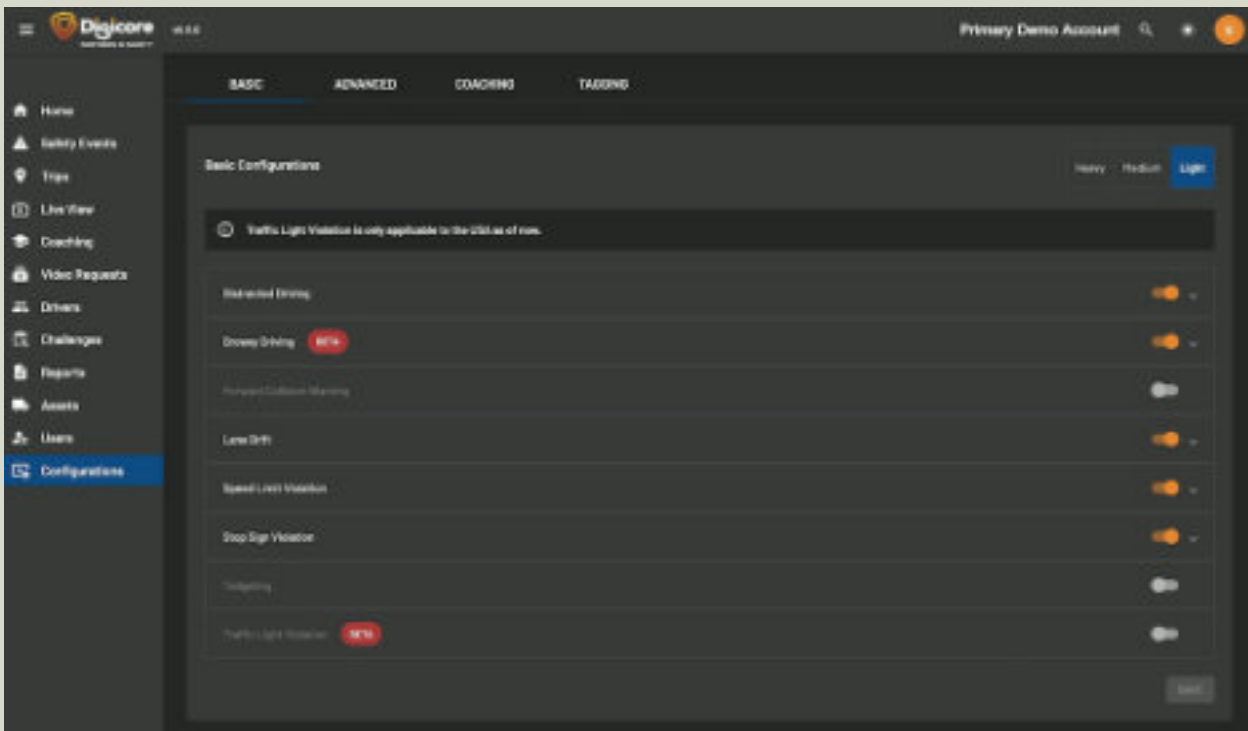 Digicore
Primary Demo Account
BASIC
ADVANCED
COACHING
TAGGING
Home
Safety Events
Trips
Live View
Coaching
Video Requests
Drivers
Challenges
Reports
Assets
Users
Configurations
Basic Configurations
Heavy
Medium
Light
Traffic Light Violation is only applicable to the USA as of now.
Distracted Driving
Drowsy Driving BETA
Forward Collision Warning
Lane Drift
Speed Limit Violation
Stop Sign Violation
Tailgating
Traffic Light Violation BETA